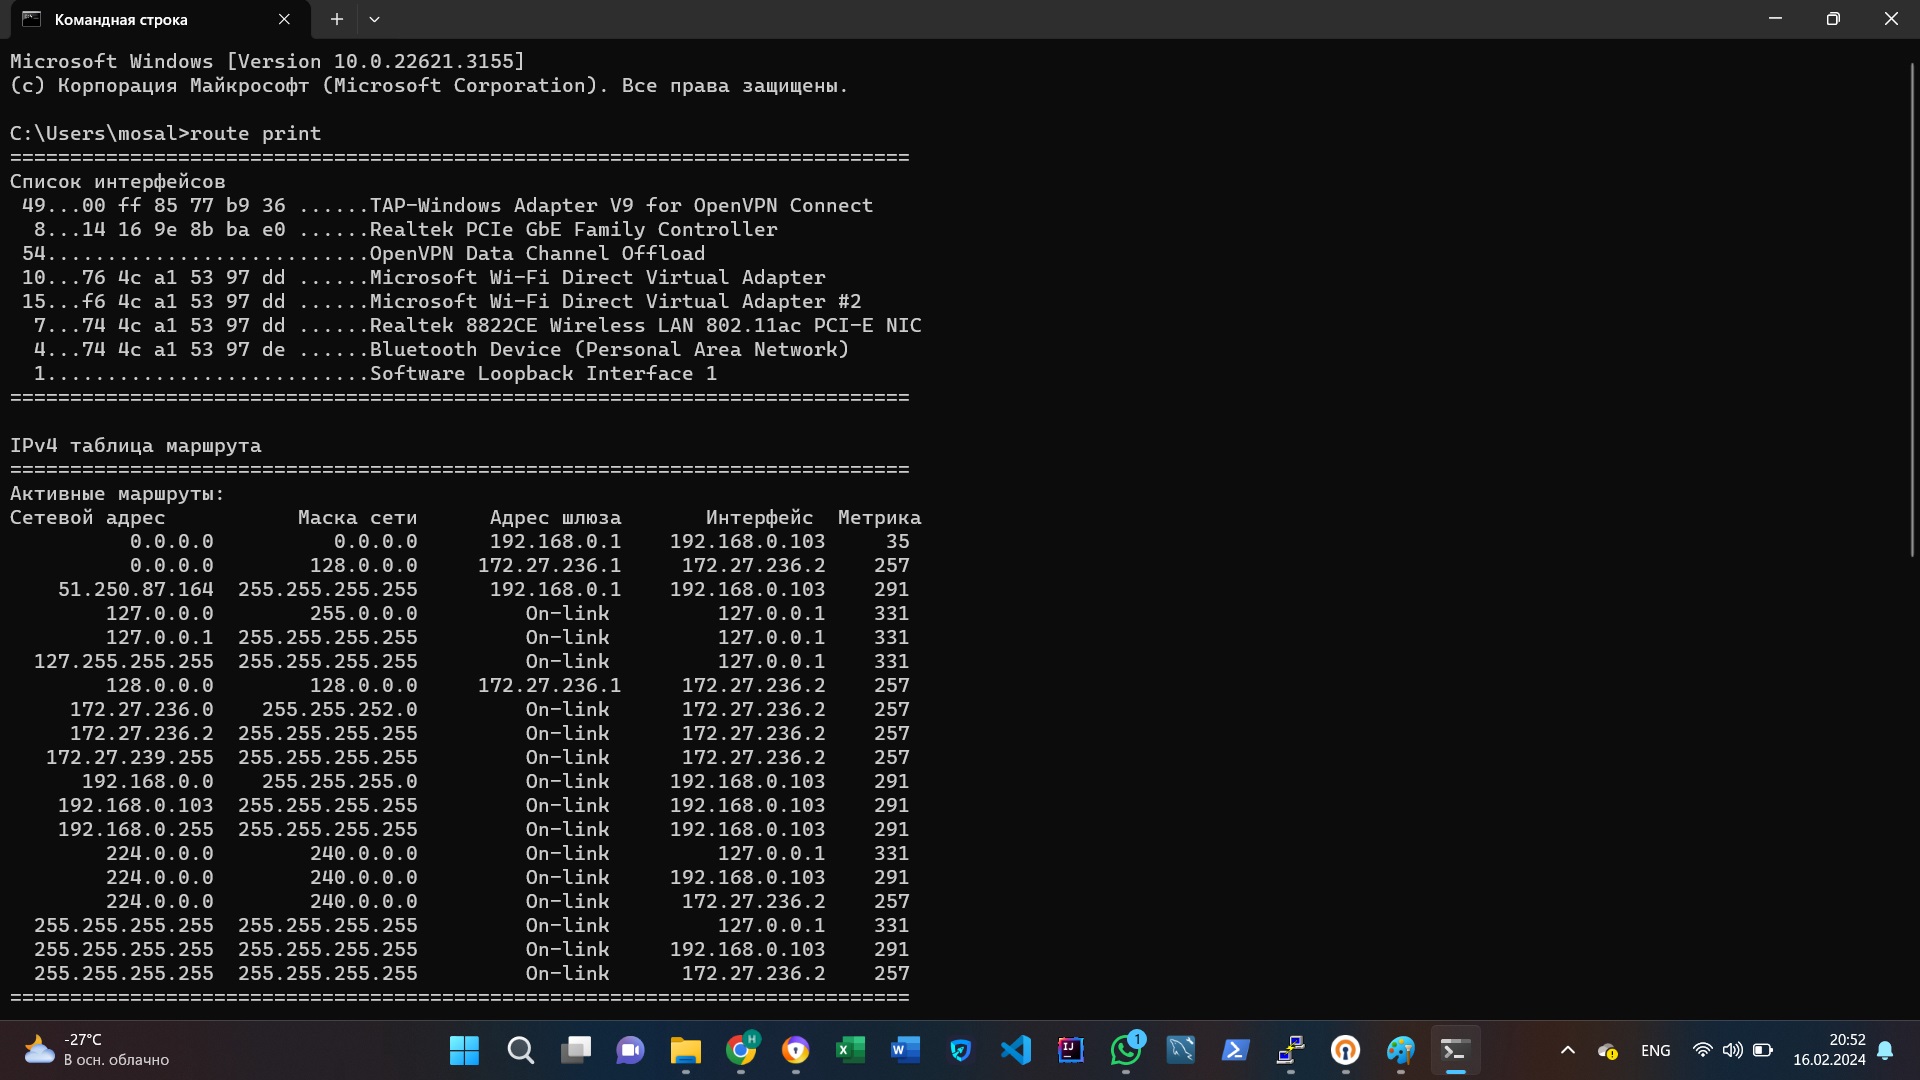 Командная строка
Microsoft Windows [Version 10.0.22621.3155]
(c) Корпорация Майкрософт (Microsoft Corporation). Все права защищены.
C:\Users\mosal>route print
===========================================================================
Список интерфейсов
 49...00 ff 85 77 b9 36 ......TAP-Windows Adapter V9 for OpenVPN Connect
  8...14 16 9e 8b ba e0 ......Realtek PCIe GbE Family Controller
 54...........................OpenVPN Data Channel Offload
 10...76 4c a1 53 97 dd ......Microsoft Wi-Fi Direct Virtual Adapter
 15...f6 4c a1 53 97 dd ......Microsoft Wi-Fi Direct Virtual Adapter #2
  7...74 4c a1 53 97 dd ......Realtek 8822CE Wireless LAN 802.11ac PCI-E NIC
  4...74 4c a1 53 97 de ......Bluetooth Device (Personal Area Network)
  1...........................Software Loopback Interface 1
===========================================================================
IPv4 таблица маршрута
===========================================================================
Активные маршруты:
Сетевой адрес           Маска сети      Адрес шлюза       Интерфейс  Метрика
          0.0.0.0          0.0.0.0      192.168.0.1    192.168.0.103     35
          0.0.0.0        128.0.0.0     172.27.236.1     172.27.236.2    257
    51.250.87.164  255.255.255.255      192.168.0.1    192.168.0.103    291
        127.0.0.0        255.0.0.0         On-link         127.0.0.1    331
        127.0.0.1  255.255.255.255         On-link         127.0.0.1    331
  127.255.255.255  255.255.255.255         On-link         127.0.0.1    331
        128.0.0.0        128.0.0.0     172.27.236.1     172.27.236.2    257
     172.27.236.0    255.255.252.0         On-link      172.27.236.2    257
     172.27.236.2  255.255.255.255         On-link      172.27.236.2    257
   172.27.239.255  255.255.255.255         On-link      172.27.236.2    257
      192.168.0.0    255.255.255.0         On-link     192.168.0.103    291
    192.168.0.103  255.255.255.255         On-link     192.168.0.103    291
    192.168.0.255  255.255.255.255         On-link     192.168.0.103    291
        224.0.0.0        240.0.0.0         On-link         127.0.0.1    331
        224.0.0.0        240.0.0.0         On-link     192.168.0.103    291
        224.0.0.0        240.0.0.0         On-link      172.27.236.2    257
  255.255.255.255  255.255.255.255         On-link         127.0.0.1    331
  255.255.255.255  255.255.255.255         On-link     192.168.0.103    291
  255.255.255.255  255.255.255.255         On-link      172.27.236.2    257
===========================================================================
-27°C
В осн. облачно
H
IJ
1
ENG
20:52
16.02.2024